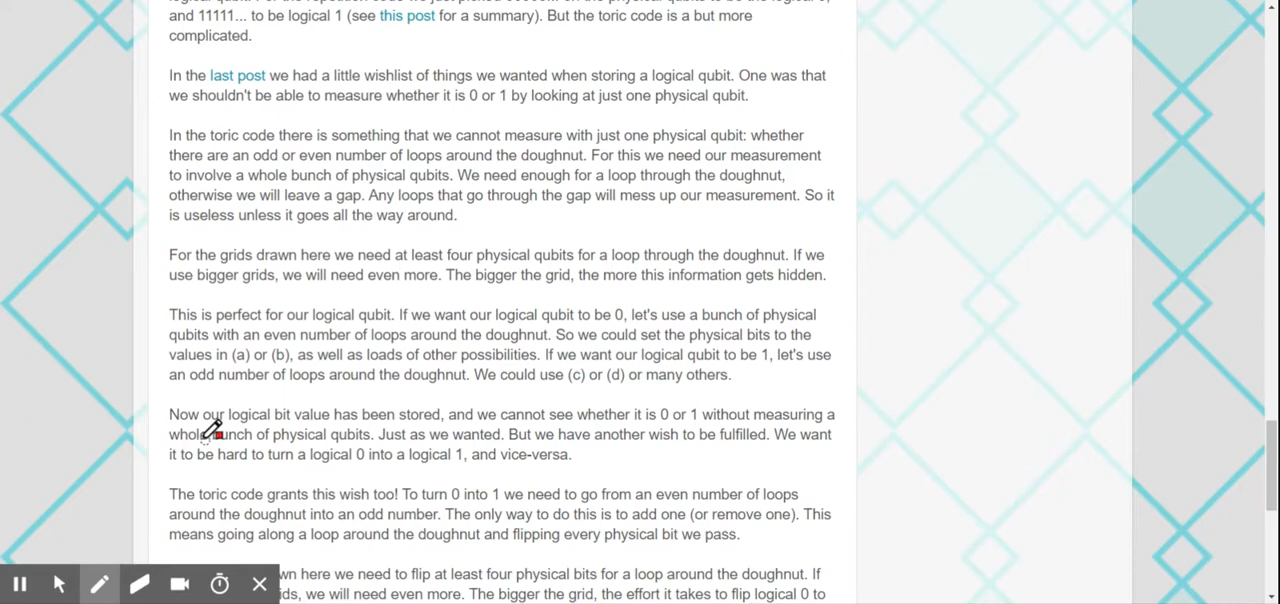 and 11111... to be logical 1 (see this post for a summary). But the toric code is a but more
complicated.
In the last post we had a little wishlist of things we wanted when storing a logical qubit. One was that
we shouldn't be able to measure whether it is 0 or 1 by looking at just one physical qubit.
In the toric code there is something that we cannot measure with just one physical qubit: whether
there are an odd or even number of loops around the doughnut. For this we need our measurement
to involve a whole bunch of physical qubits. We need enough for a loop through the doughnut,
otherwise we will leave a gap. Any loops that go through the gap will mess up our measurement. So it
is useless unless it goes all the way around.
For the grids drawn here we need at least four physical qubits for a loop through the doughnut. If we
use bigger grids, we will need even more. The bigger the grid, the more this information gets hidden.
This is perfect for our logical qubit. If we want our logical qubit to be 0, let's use a bunch of physical
qubits with an even number of loops around the doughnut. So we could set the physical bits to the
values in (a) or (b), as well as loads of other possibilities. If we want our logical qubit to be 1, let's use
an odd number of loops around the doughnut. We could use (c) or (d) or many others.
Now our logical bit value has been stored, and we cannot see whether it is 0 or 1 without measuring a
whole bunch of physical qubits. Just as we wanted. But we have another wish to be fulfilled. We want
it to be hard to turn a logical 0 into a logical 1, and vice-versa.
The toric code grants this wish too! To turn 0 into 1 we need to go from an even number of loops
around the doughnut into an odd number. The only way to do this is to add one (or remove one). This
means going along a loop around the doughnut and flipping every physical bit we pass.
here we need to flip at least four physical bits for a loop around the doughnut. If
we will need even more. The bigger the grid, the effort it takes to flip logical 0 to